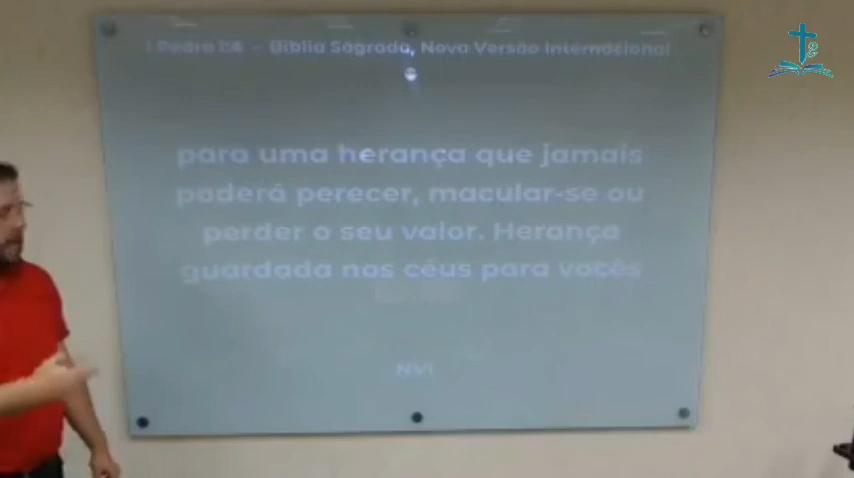 1 Pedro 1:4 - Bíblia Sagrada, Nova Versão Internacional
para uma herança que jamais
poderá perecer, macular-se ou
perder o seu valor. Herança
guardada nos céus para vocês
NVI